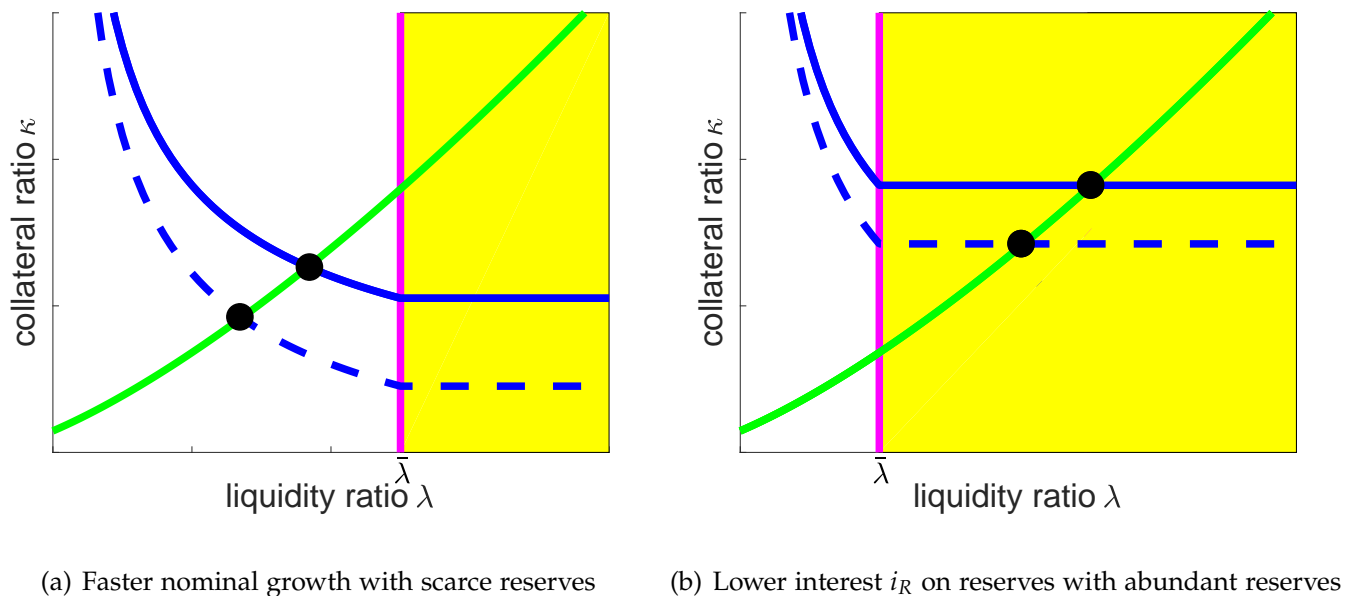 collateral ratio κ
λ̄
liquidity ratio λ
(a) Faster nominal growth with scarce reserves
collateral ratio κ
λ̄
liquidity ratio λ
(b) Lower interest i_R on reserves with abundant reserves